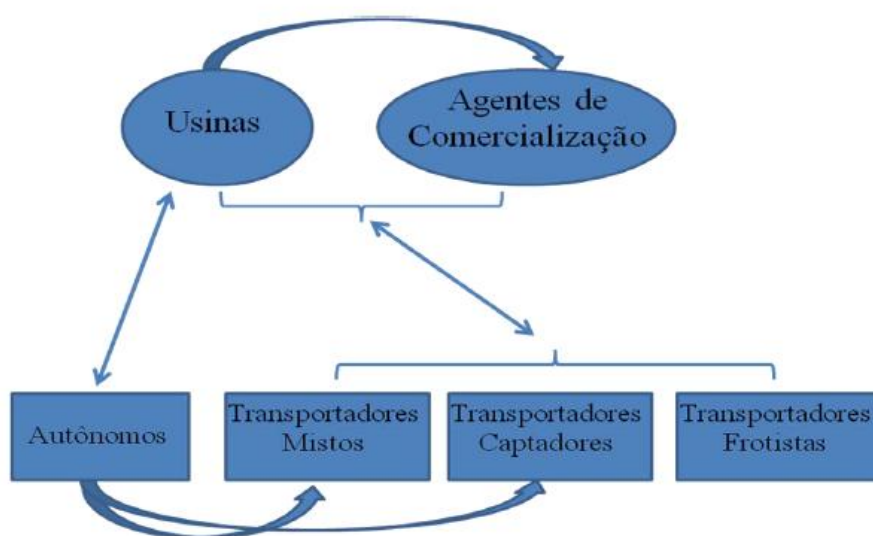 Usinas
Agentes de
Comercialização
Autônomos
Transportadores
Mistos
Transportadores
Captadores
Transportadores
Frotistas